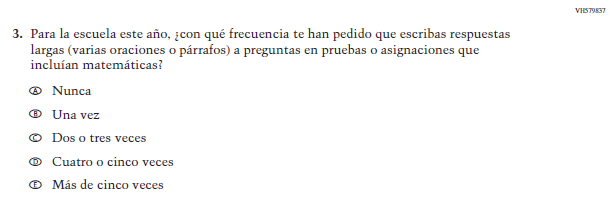 VH579837
3. Para la escuela este año, ¿con qué frecuencia te han pedido que escribas respuestas
largas (varias oraciones o párrafos) a preguntas en pruebas o asignaciones que
incluían matemáticas?
A Nunca
B Una vez
C Dos o tres veces
D Cuatro o cinco veces
E Más de cinco veces